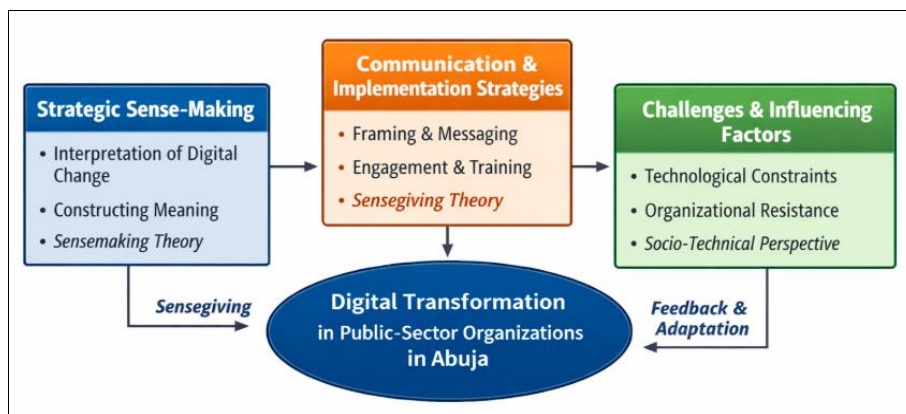 Strategic Sense-Making
• Interpretation of Digital
Change
• Constructing Meaning
• Sensemaking Theory
Communication &
Implementation Strategies
• Framing & Messaging
• Engagement & Training
• Sensegiving Theory
Challenges & Influencing
Factors
• Technological Constraints
• Organizational Resistance
• Socio-Technical Perspective
Sensegiving
Digital Transformation
in Public-Sector Organizations
in Abuja
Feedback &
Adaptation